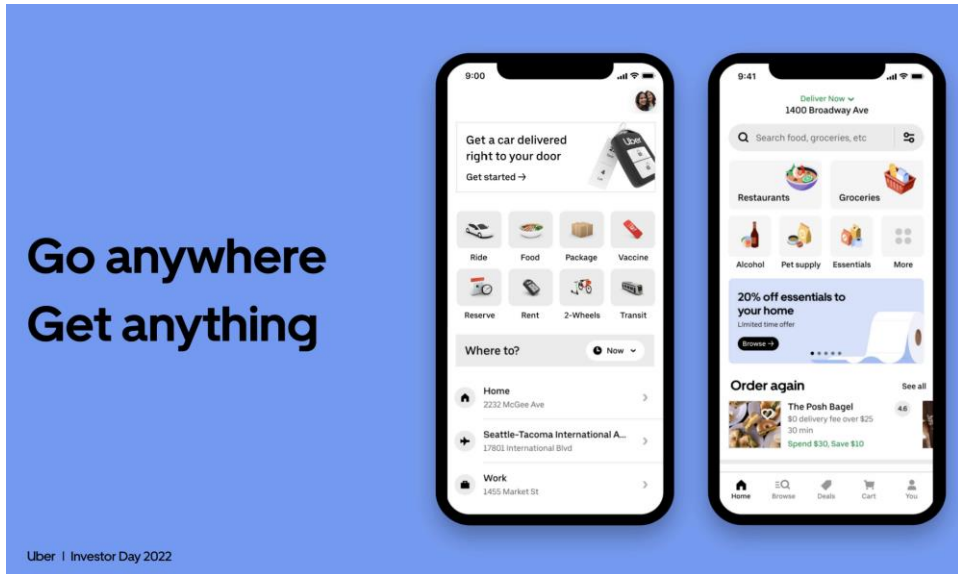 Go anywhere
Get anything
Uber | Investor Day 2022
9:00
Get a car delivered
right to your door
Get started →
Uber
Ride
Food
Package
Vaccine
Reserve
Rent
2-Wheels
Transit
Where to?
Now
Home
2232 McGee Ave
Seattle-Tacoma International A...
17801 International Blvd
Work
1455 Market St
9:41
Deliver Now
1400 Broadway Ave
Search food, groceries, etc
Restaurants
Groceries
Alcohol
Pet supply
Essentials
More
20% off essentials to
your home
Limited time offer
Browse →
Order again
See all
The Posh Bagel
4.6
$0 delivery fee over $25
30 min
Spend $30, Save $10
Home
Browse
Deals
Cart
You